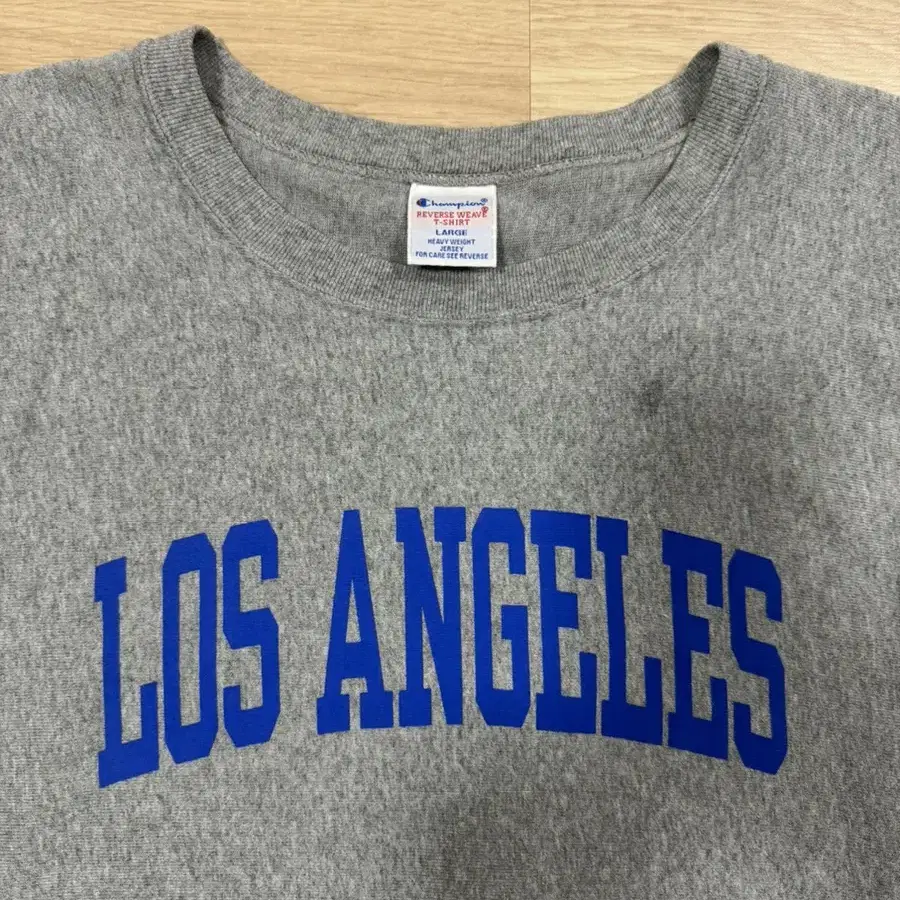 Champion
REVERSE WEAVE
T-SHIRT
LARGE
HEAVY WEIGHT
JERSEY
FOR CARE SEE REVERSE
LOS ANGELES